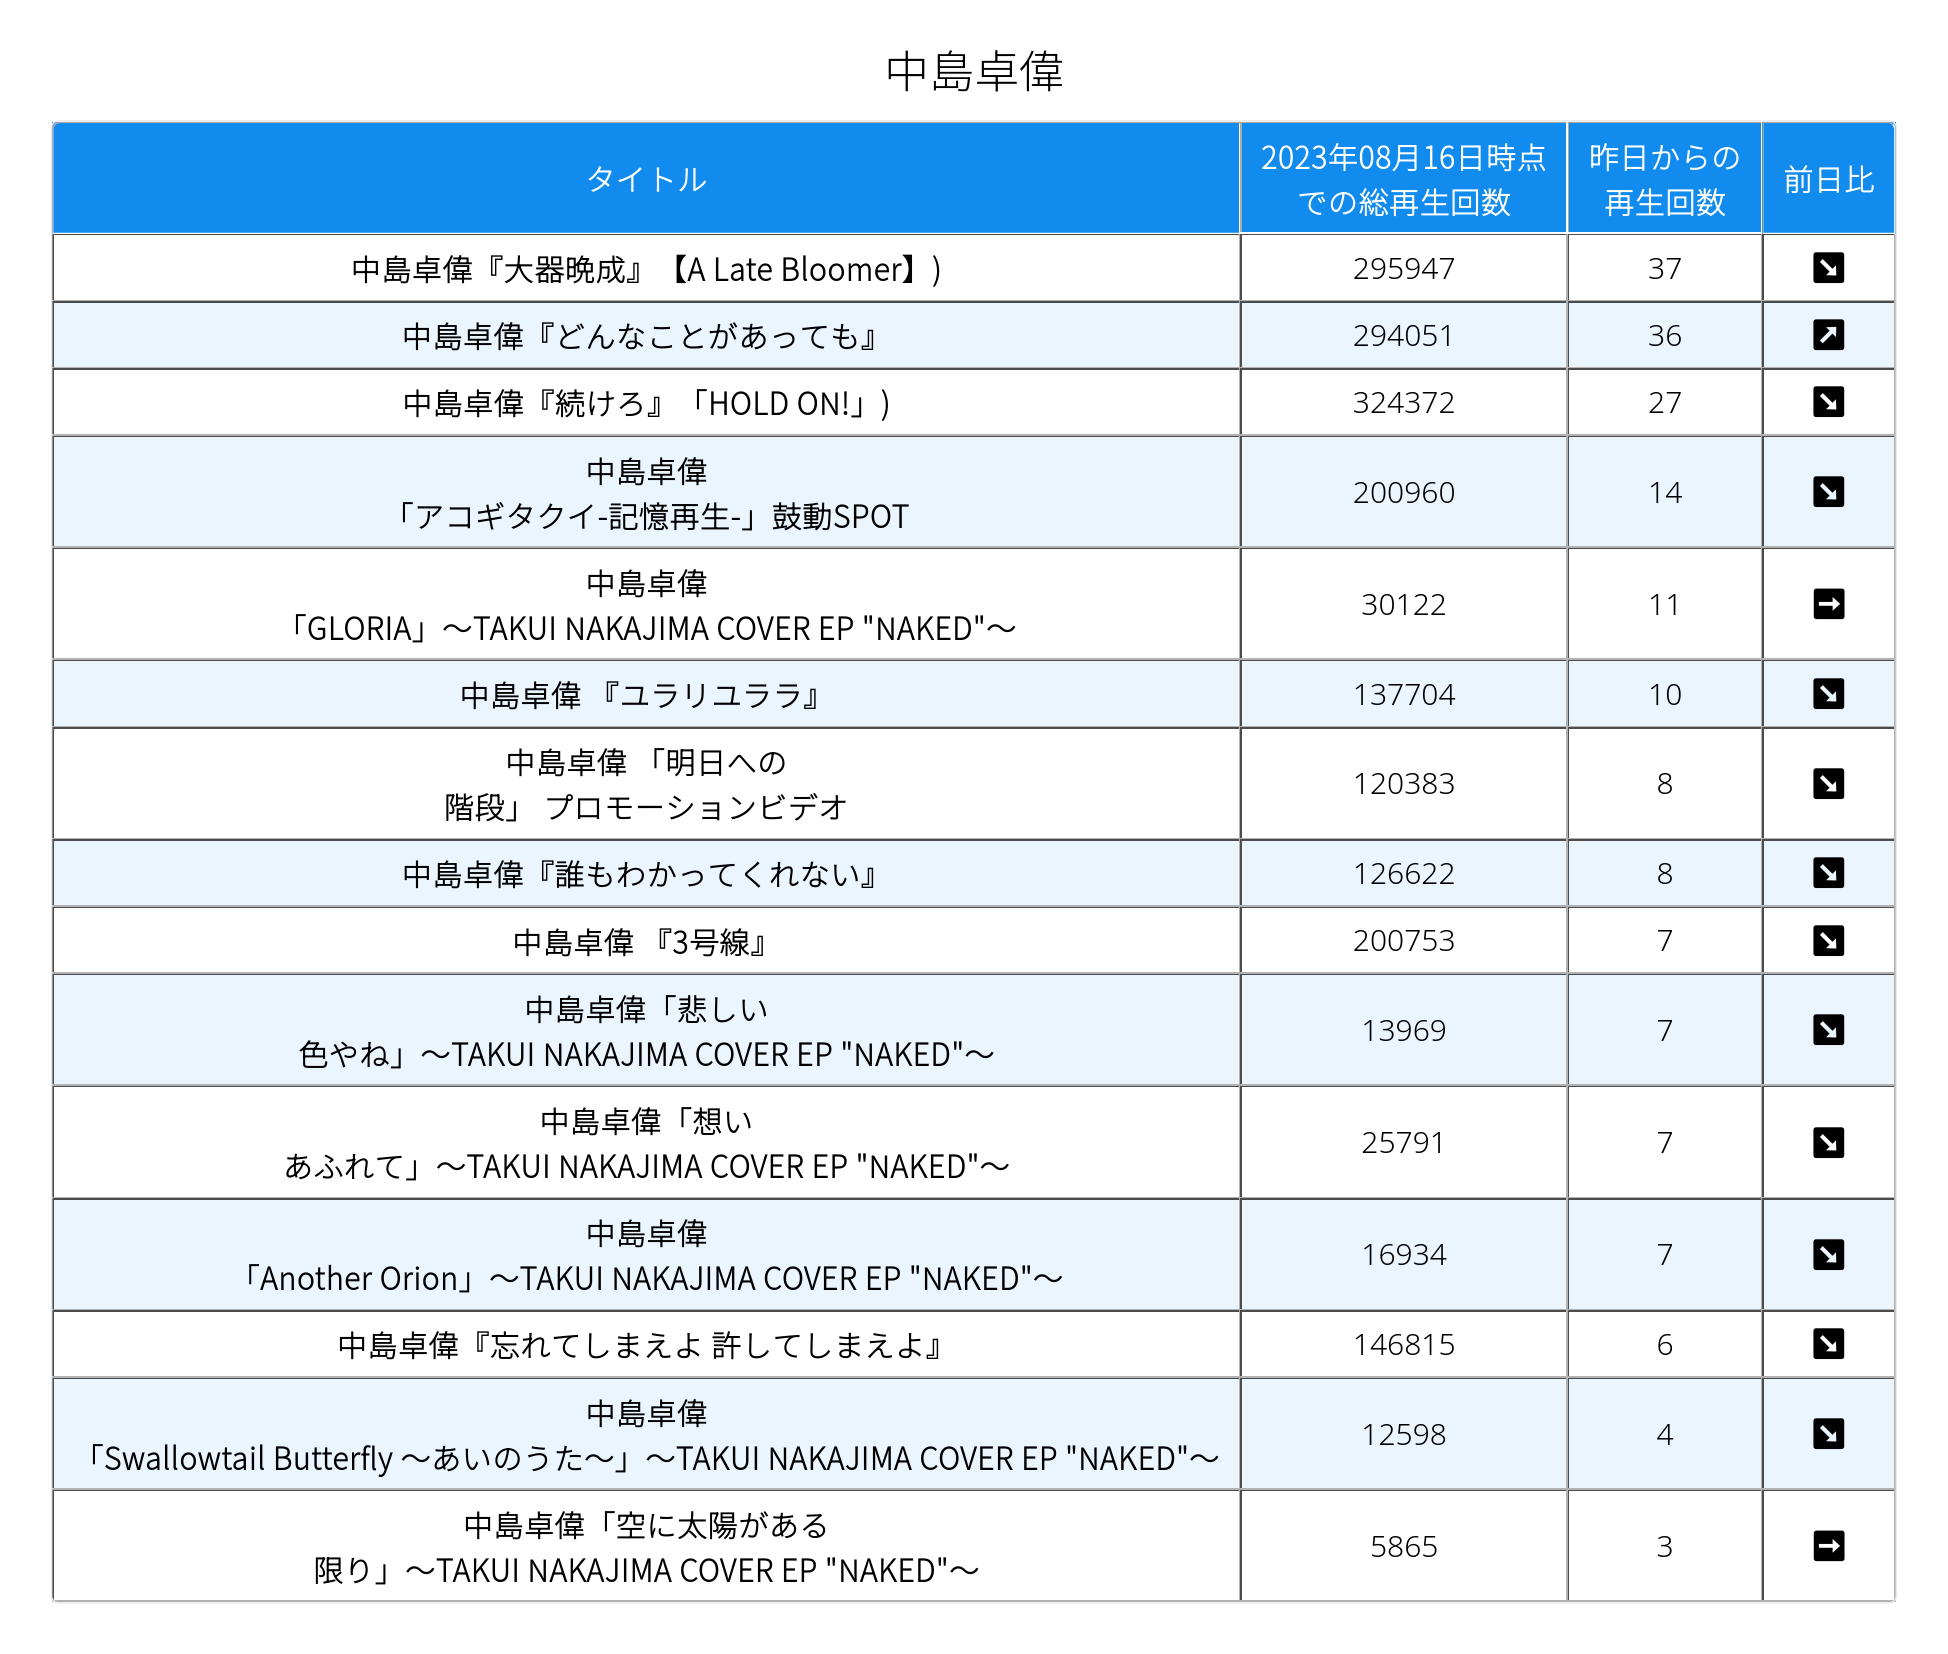 中島卓偉
タイトル
2023年08月16日時点
での総再生回数
昨日からの
再生回数
前日比
中島卓偉『大器晩成』【A Late Bloomer】)
295947
37
中島卓偉『どんなことがあっても』
294051
36
中島卓偉『続けろ』「HOLD ON!」)
324372
27
中島卓偉
「アコギタクイ-記憶再生-」鼓動SPOT
200960
14
中島卓偉
「GLORIA」～TAKUI NAKAJIMA COVER EP "NAKED"～
30122
11
中島卓偉 『ユラリユララ』
137704
10
中島卓偉 「明日への
階段」 プロモーションビデオ
120383
8
中島卓偉『誰もわかってくれない』
126622
8
中島卓偉 『3号線』
200753
7
中島卓偉「悲しい
色やね」～TAKUI NAKAJIMA COVER EP "NAKED"～
13969
7
中島卓偉「想い
あふれて」～TAKUI NAKAJIMA COVER EP "NAKED"～
25791
7
中島卓偉
「Another Orion」～TAKUI NAKAJIMA COVER EP "NAKED"～
16934
7
中島卓偉『忘れてしまえよ 許してしまえよ』
146815
6
中島卓偉
「Swallowtail Butterfly ～あいのうた～」～TAKUI NAKAJIMA COVER EP "NAKED"～
12598
4
中島卓偉「空に太陽がある
限り」～TAKUI NAKAJIMA COVER EP "NAKED"～
5865
3